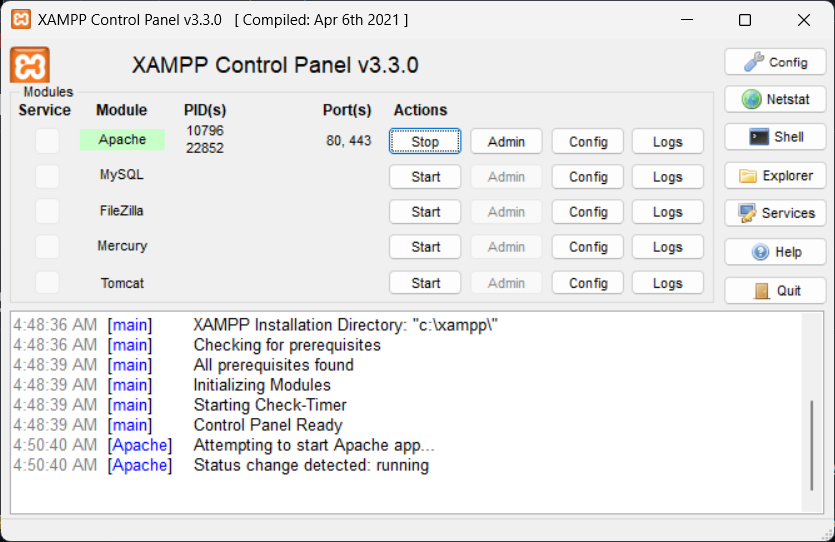 XAMPP Control Panel v3.3.0 [ Compiled: Apr 6th 2021 ]
XAMPP Control Panel v3.3.0
Config
Modules
Service Module PID(s) Port(s) Actions
Netstat
Apache 10796 22852 80, 443 Stop Admin Config Logs
Shell
MySQL Start Admin Config Logs
Explorer
FileZilla Start Admin Config Logs
Services
Mercury Start Admin Config Logs
Help
Tomcat Start Admin Config Logs
Quit
4:48:36 AM [main] XAMPP Installation Directory: "c:\xampp\"
4:48:36 AM [main] Checking for prerequisites
4:48:39 AM [main] All prerequisites found
4:48:39 AM [main] Initializing Modules
4:48:39 AM [main] Starting Check-Timer
4:48:39 AM [main] Control Panel Ready
4:50:40 AM [Apache] Attempting to start Apache app...
4:50:40 AM [Apache] Status change detected: running